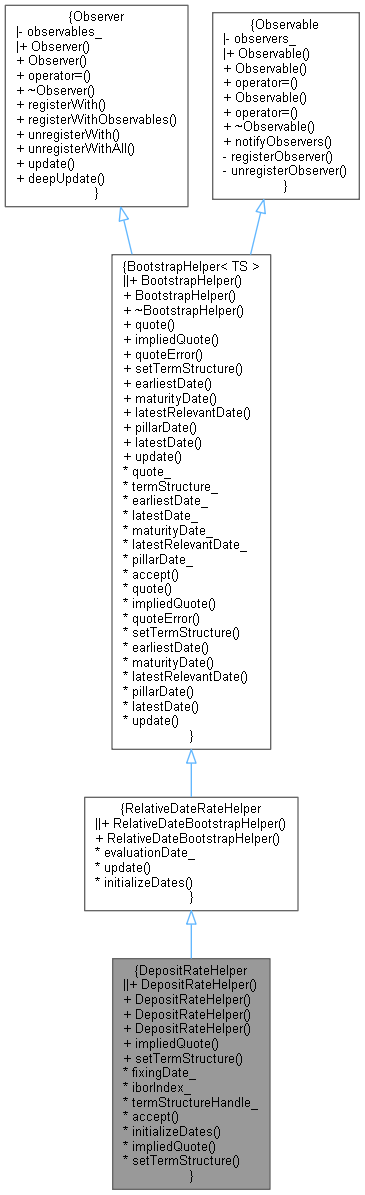 {Observer
|- observables_
|+ Observer()
+ Observer()
+ operator=()
+ ~Observer()
+ registerWith()
+ registerWithObservables()
+ unregisterWith()
+ unregisterWithAll()
+ update()
+ deepUpdate()
}
{Observable
|- observers_
|+ Observable()
+ Observable()
+ operator=()
+ Observable()
+ operator=()
+ ~Observable()
+ notifyObservers()
- registerObserver()
- unregisterObserver()
}
{BootstrapHelper< TS >
||+ BootstrapHelper()
+ BootstrapHelper()
+ ~BootstrapHelper()
+ quote()
+ impliedQuote()
+ quoteError()
+ setTermStructure()
+ earliestDate()
+ maturityDate()
+ latestRelevantDate()
+ pillarDate()
+ latestDate()
+ update()
* quote_
* termStructure_
* earliestDate_
* latestDate_
* maturityDate_
* latestRelevantDate_
* pillarDate_
* accept()
* quote()
* impliedQuote()
* quoteError()
* setTermStructure()
* earliestDate()
* maturityDate()
* latestRelevantDate()
* pillarDate()
* latestDate()
* update()
}
{RelativeDateRateHelper
||+ RelativeDateBootstrapHelper()
+ RelativeDateBootstrapHelper()
* evaluationDate_
* update()
* initializeDates()
}
{DepositRateHelper
||+ DepositRateHelper()
+ DepositRateHelper()
+ DepositRateHelper()
+ DepositRateHelper()
+ impliedQuote()
+ setTermStructure()
* fixingDate_
* iborIndex_
* termStructureHandle_
* accept()
* initializeDates()
* impliedQuote()
* setTermStructure()
}